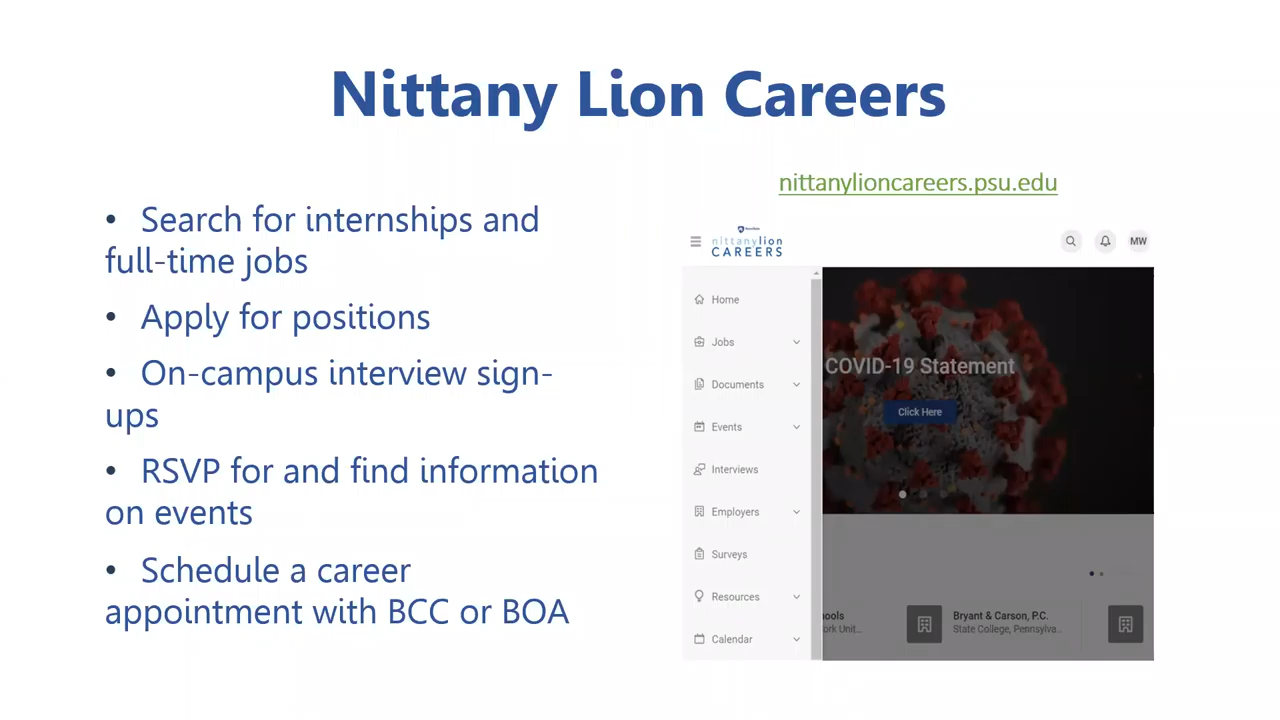 Nittany Lion Careers
nittanylioncareers.psu.edu
• Search for internships and
full-time jobs
• Apply for positions
• On-campus interview sign-
ups
• RSVP for and find information
on events
• Schedule a career
appointment with BCC or BOA
nittanylion
CAREERS
MW
Home
Jobs
Documents
Events
Interviews
Employers
Surveys
Resources
Calendar
COVID-19 Statement
Click Here
hools
ork Unit...
Bryant & Carson, P.C.
State College, Pennsylva...